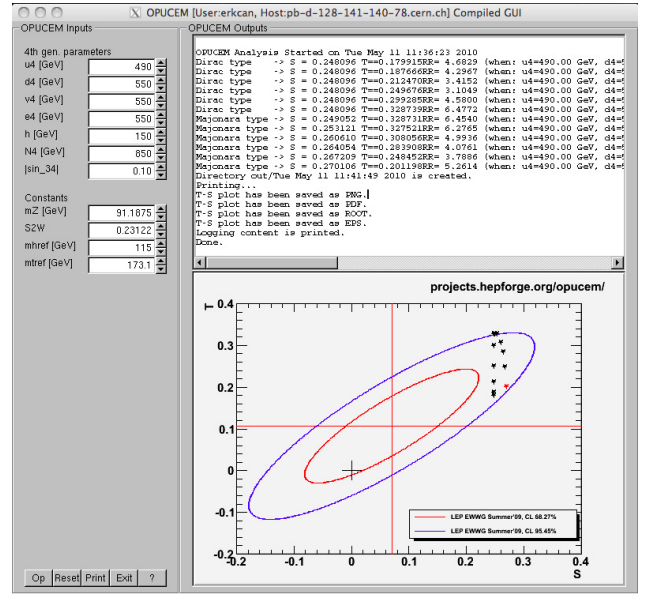 OPUCEM [User:erkcan, Host:pb-d-128-141-140-78.cern.ch] Compiled GUI
OPUCEM Inputs
4th gen. parameters
u4 [GeV] 490
d4 [GeV] 550
v4 [GeV] 550
e4 [GeV] 550
h [GeV] 150
N4 [GeV] 850
|sin_34| 0.10
Constants
mZ [GeV] 91.1875
S2W 0.23122
mhref [GeV] 115
mtref [GeV] 173.1
Op Reset Print Exit ?
OPUCEM Outputs
OPUCEM Analysis Started on Tue May 11 11:36:23 2010
Dirac type -> S = 0.248096 T==0.179915RR= 4.6829 (when: u4=490.00 GeV, d4=5
Dirac type -> S = 0.248096 T==0.187666RR= 4.2967 (when: u4=490.00 GeV, d4=5
Dirac type -> S = 0.248096 T==0.212470RR= 3.4152 (when: u4=490.00 GeV, d4=5
Dirac type -> S = 0.248096 T==0.249676RR= 3.1049 (when: u4=490.00 GeV, d4=5
Dirac type -> S = 0.248096 T==0.299285RR= 4.5800 (when: u4=490.00 GeV, d4=5
Dirac type -> S = 0.248096 T==0.328739RR= 6.4772 (when: u4=490.00 GeV, d4=5
Majonara type -> S = 0.249052 T==0.328731RR= 6.4540 (when: u4=490.00 GeV, d4=5
Majonara type -> S = 0.253121 T==0.327521RR= 6.2765 (when: u4=490.00 GeV, d4=5
Majonara type -> S = 0.260610 T==0.308056RR= 4.9936 (when: u4=490.00 GeV, d4=5
Majonara type -> S = 0.264054 T==0.283908RR= 4.0761 (when: u4=490.00 GeV, d4=5
Majonara type -> S = 0.267209 T==0.248452RR= 3.7886 (when: u4=490.00 GeV, d4=5
Majonara type -> S = 0.270106 T==0.201198RR= 5.2614 (when: u4=490.00 GeV, d4=5
Directory out/Tue May 11 11:41:49 2010 is created.
Printing...
T-S plot has been saved as PNG.
T-S plot has been saved as PDF.
T-S plot has been saved as ROOT.
T-S plot has been saved as EPS.
Logging content is printed.
Done.
projects.hepforge.org/opucem/
T
0.4
0.3
0.2
0.1
0
-0.1
-0.2
-0.2 -0.1 0 0.1 0.2 0.3 0.4
S
LEP EWWG Summer'09, CL 68.27%
LEP EWWG Summer'09, CL 95.45%